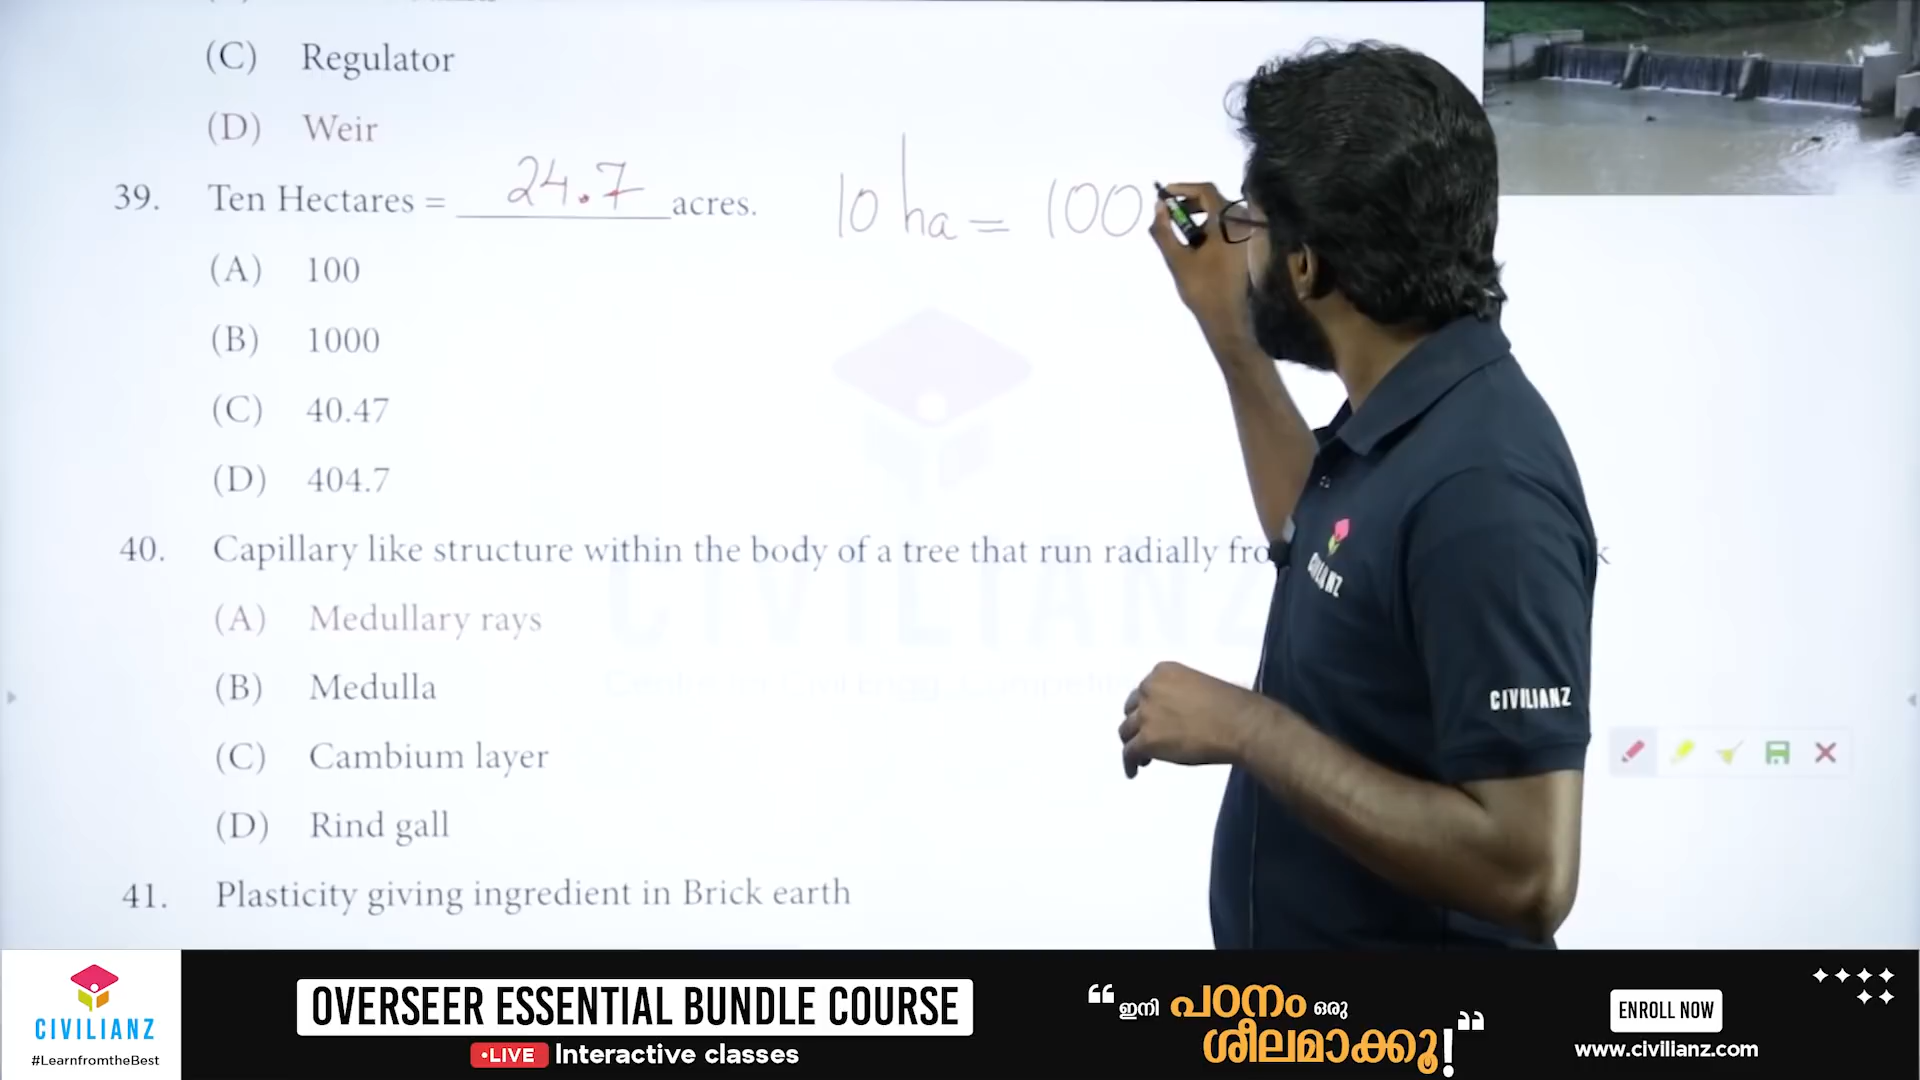 (C) Regulator
(D) Weir
39. Ten Hectares = 24.7 acres. 10 ha = 100
(A) 100
(B) 1000
(C) 40.47
(D) 404.7
40. Capillary like structure within the body of a tree that run radially
(A) Medullary rays
(B) Medulla
(C) Cambium layer
(D) Rind gall
41. Plasticity giving ingredient in Brick earth
CIVILIANZ
CIVILIANZ
CIVILIANZ
CIVILIANZ
#LearnfromtheBest
OVERSEER ESSENTIAL BUNDLE COURSE
•LIVE Interactive classes
“ഇനി പഠനം ഒരു
ശീലമാക്കൂ!”
ENROLL NOW
www.civilianz.com